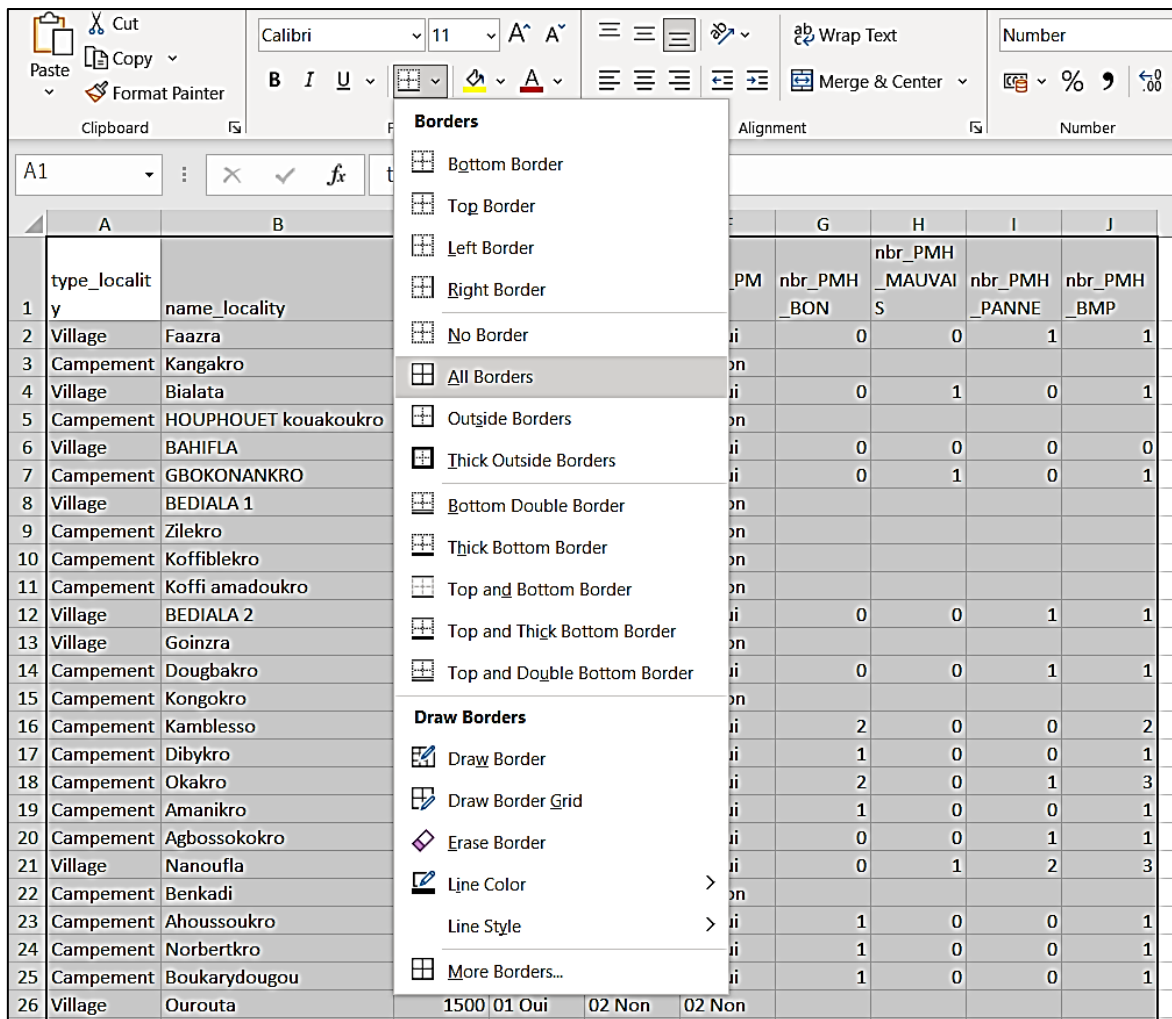 Cut
Copy
Paste
Format Painter
Clipboard
Calibri
11
A^ Aˇ
B I U
A
Wrap Text
Merge & Center
Alignment
Number
%
Number
A1
fx
A B G H I J
type_localit
y
name_locality
_PM
nbr_PMH
_BON
nbr_PMH
_MAUVAI
S
nbr_PMH
_PANNE
nbr_PMH
_BMP
1
2 Village Faazra 0 0 1 1
3 Campement Kangakro
4 Village Bialata 0 1 0 1
5 Campement HOUPHOUET kouakoukro
6 Village BAHIFLA 0 0 0 0
7 Campement GBOKONANKRO 0 1 0 1
8 Village BEDIALA 1
9 Campement Zilekro
10 Campement Koffiblekro
11 Campement Koffi amadoukro
12 Village BEDIALA 2 0 0 1 1
13 Village Goinzra
14 Campement Dougbakro 0 0 1 1
15 Campement Kongokro
16 Campement Kamblesso 2 0 0 2
17 Campement Dibykro 1 0 0 1
18 Campement Okakro 2 0 1 3
19 Campement Amanikro 1 0 0 1
20 Campement Agbossokokro 0 0 1 1
21 Village Nanoufla 0 1 2 3
22 Campement Benkadi
23 Campement Ahoussoukro 1 0 0 1
24 Campement Norbertkro 1 0 0 1
25 Campement Boukarydougou 1 0 0 1
26 Village Ourouta 1500 01 Oui 02 Non 02 Non
Borders
Bottom Border
Top Border
Left Border
Right Border
No Border
All Borders
Outside Borders
Thick Outside Borders
Bottom Double Border
Thick Bottom Border
Top and Bottom Border
Top and Thick Bottom Border
Top and Double Bottom Border
Draw Borders
Draw Border
Draw Border Grid
Erase Border
Line Color
Line Style
More Borders...